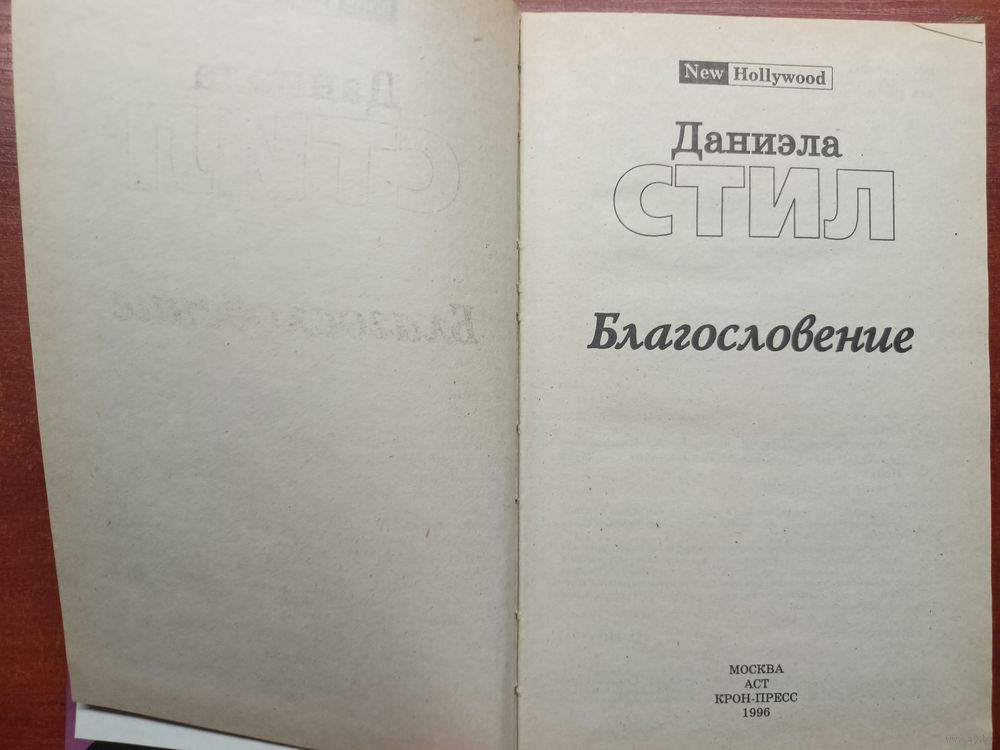 New Hollywood
Даниэла
СТИЛ
Благословение
МОСКВА
АСТ
КРОН-ПРЕСС
1996